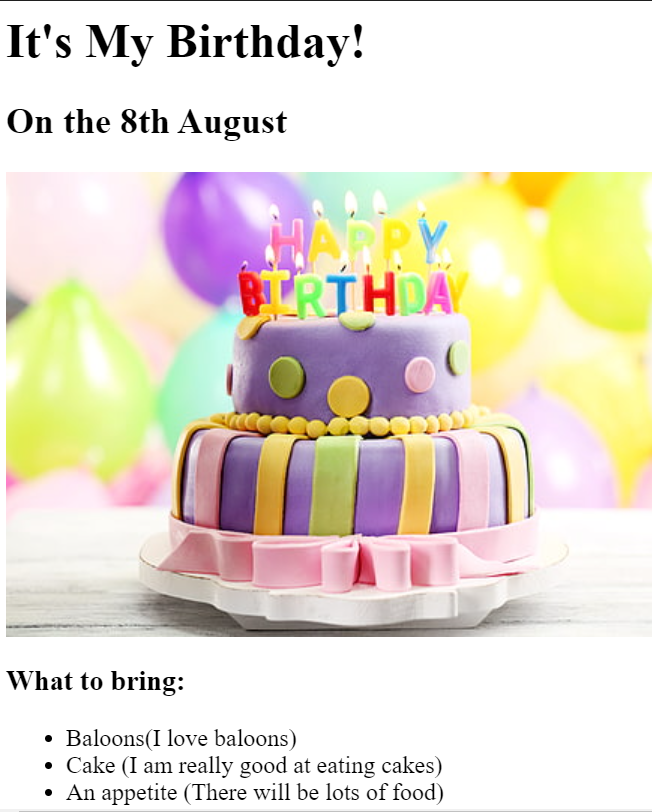 It's My Birthday!
On the 8th August
HAPPY
BIRTHDAY
What to bring:
Baloons(I love baloons)
Cake (I am really good at eating cakes)
An appetite (There will be lots of food)